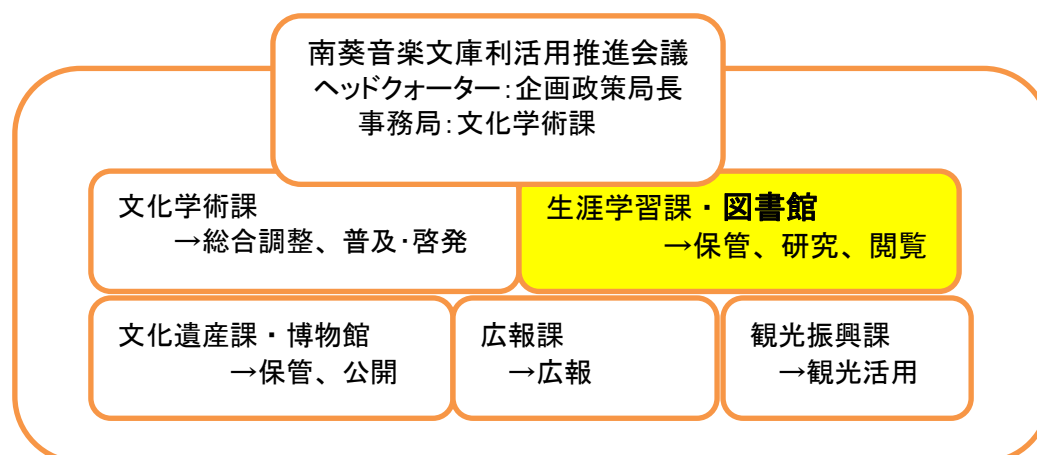 南葵音楽文庫利活用推進会議
ヘッドクォーター：企画政策局長
事務局：文化学術課
文化学術課
→総合調整、普及・啓発
生涯学習課・図書館
→保管、研究、閲覧
文化遺産課・博物館
→保管、公開
広報課
→広報
観光振興課
→観光活用